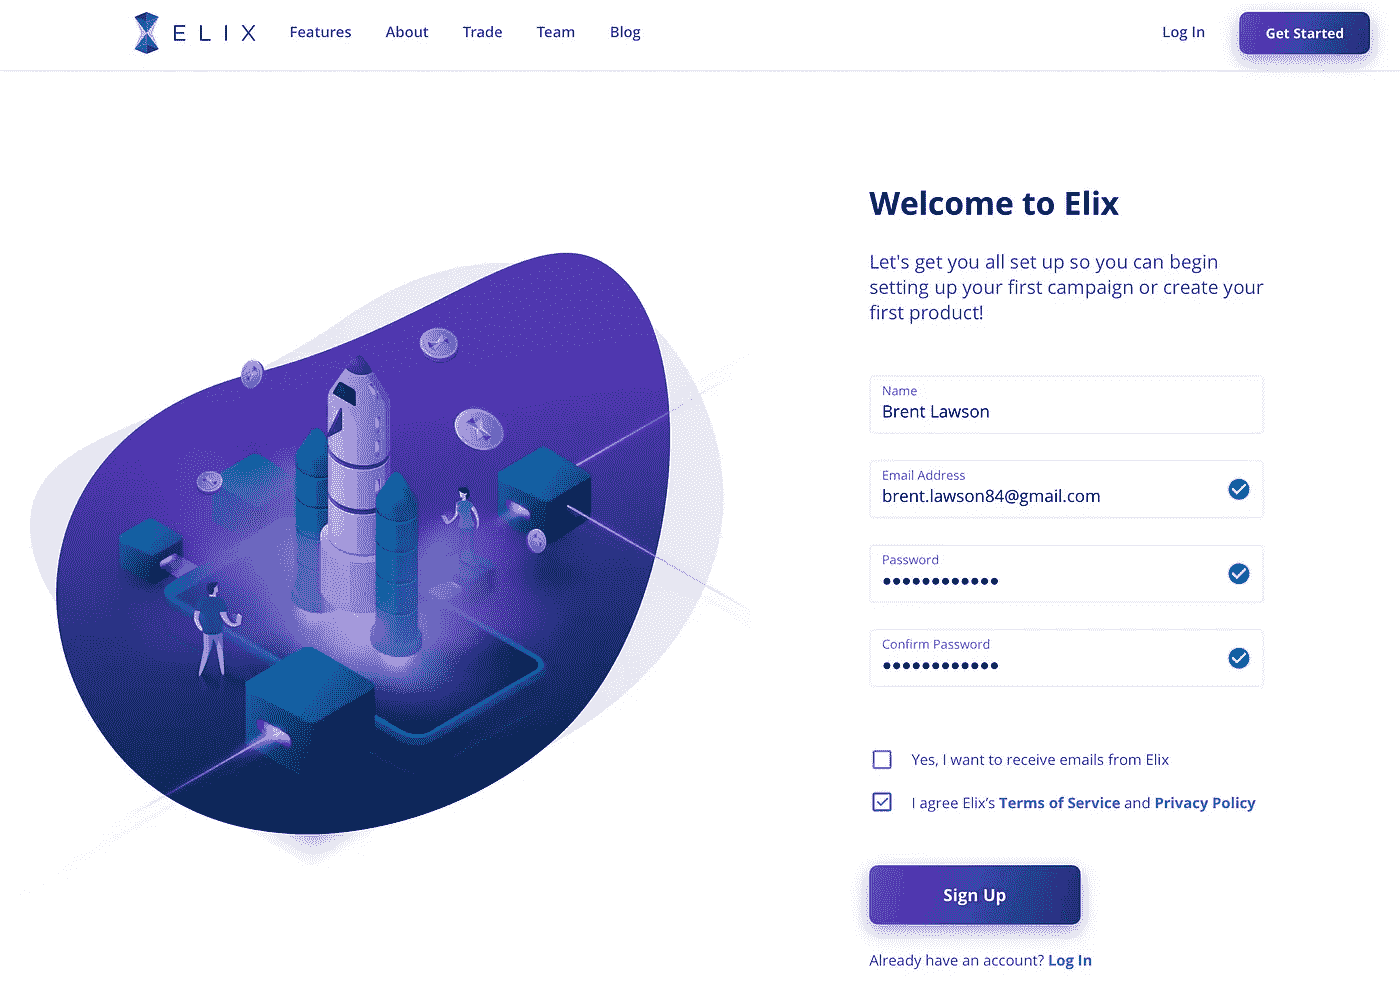 ELIX Features About Trade Team Blog Log In Get Started
Welcome to Elix
Let's get you all set up so you can begin
setting up your first campaign or create your
first product!
Name
Brent Lawson
Email Address
brent.lawson84@gmail.com
Password
••••••••••••
Confirm Password
••••••••••••
Yes, I want to receive emails from Elix
I agree Elix’s Terms of Service and Privacy Policy
Sign Up
Already have an account? Log In